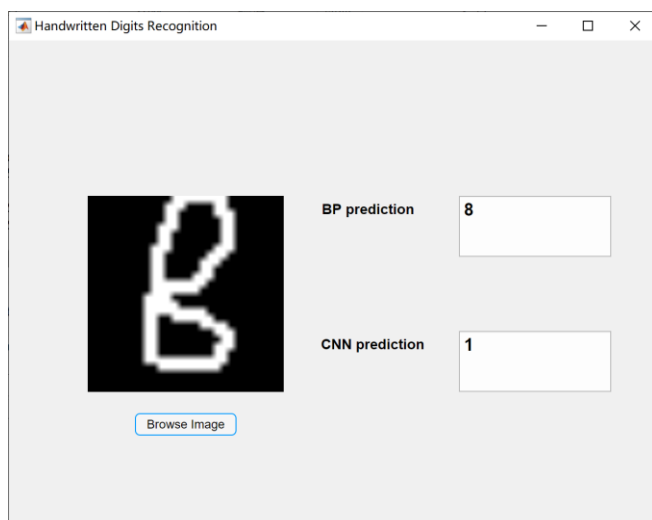 Handwritten Digits Recognition
BP prediction
8
CNN prediction
1
Browse Image